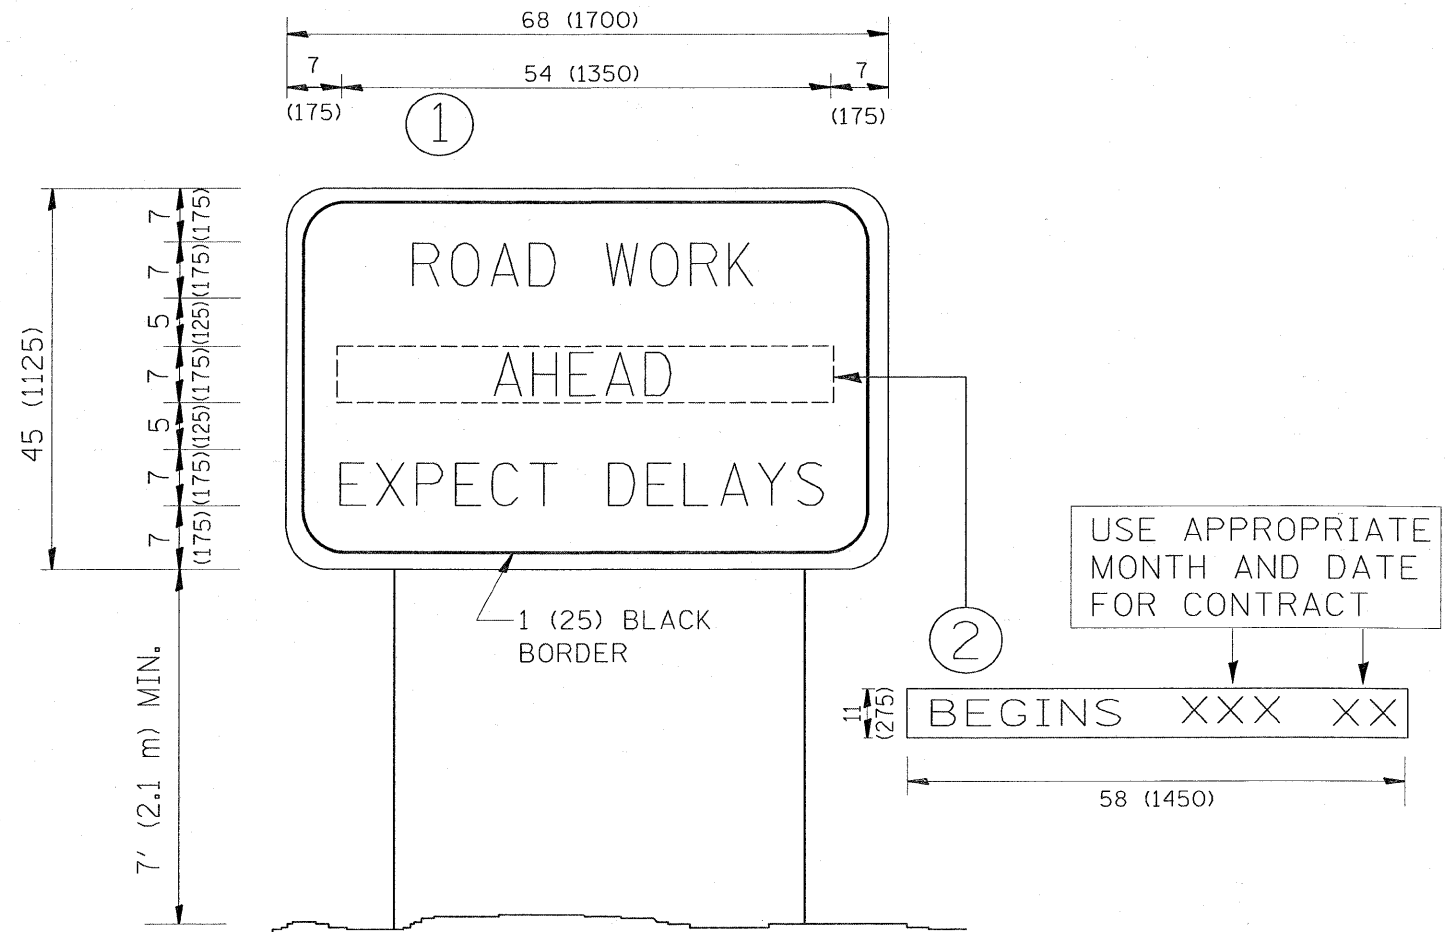 68 (1700)
7
54 (1350)
7
(175)
(175)
1
45 (1125)
7
(175)
7
(175)
5
(125)
7
(175)
5
(125)
7
(175)
7
(175)
ROAD WORK
AHEAD
EXPECT DELAYS
1 (25) BLACK
BORDER
7' (2.1 m) MIN.
2
USE APPROPRIATE
MONTH AND DATE
FOR CONTRACT
11
(275)
BEGINS XXX XX
58 (1450)